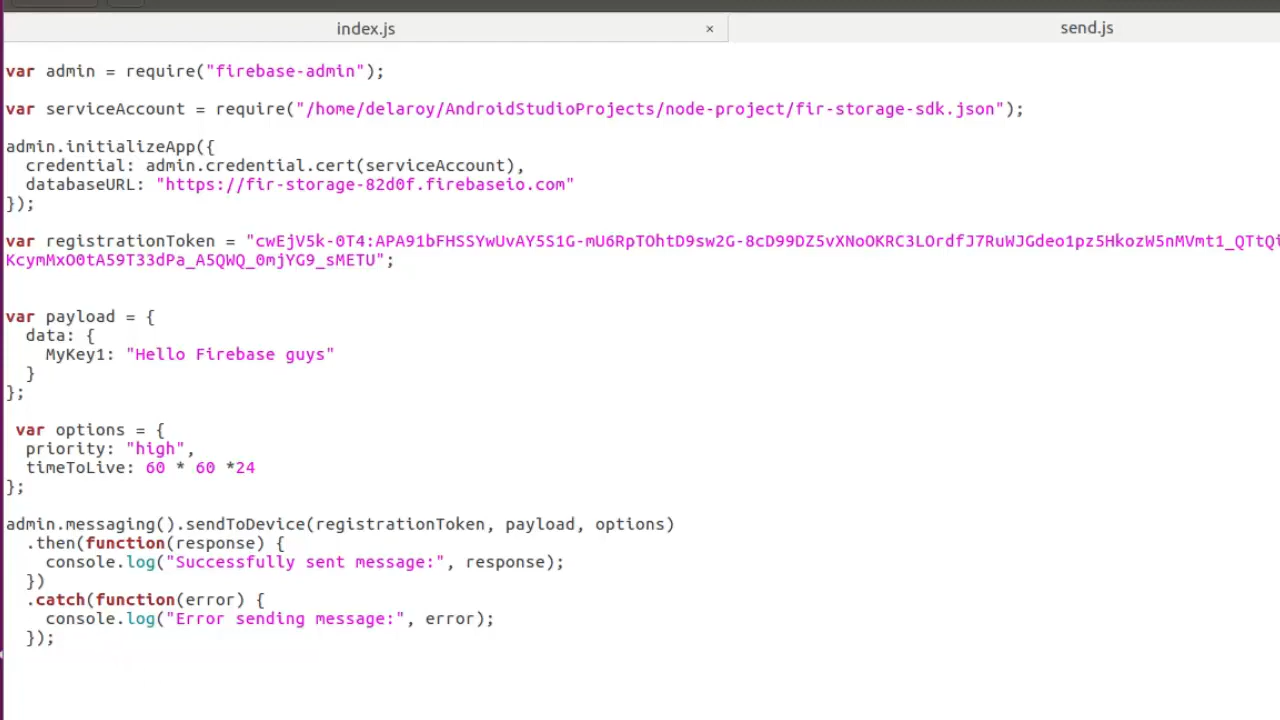 index.js × send.js
var admin = require("firebase-admin");
var serviceAccount = require("/home/delaroy/AndroidStudioProjects/node-project/fir-storage-sdk.json");
admin.initializeApp({
  credential: admin.credential.cert(serviceAccount),
  databaseURL: "https://fir-storage-82d0f.firebaseio.com"
});
var registrationToken = "cwEjV5k-0T4:APA91bFHSSYwUvAY5S1G-mU6RpTOhtD9sw2G-8cD99DZ5vXNoOKRC3LOrdfJ7RuWJGdeo1pz5HkozW5nMVmt1_QTtQi
KcymMxO0tA59T33dPa_A5QWQ_0mjYG9_sMETU";
var payload = {
  data: {
    MyKey1: "Hello Firebase guys"
  }
};
 var options = {
  priority: "high",
  timeToLive: 60 * 60 *24
};
admin.messaging().sendToDevice(registrationToken, payload, options)
  .then(function(response) {
    console.log("Successfully sent message:", response);
  })
  .catch(function(error) {
    console.log("Error sending message:", error);
  });